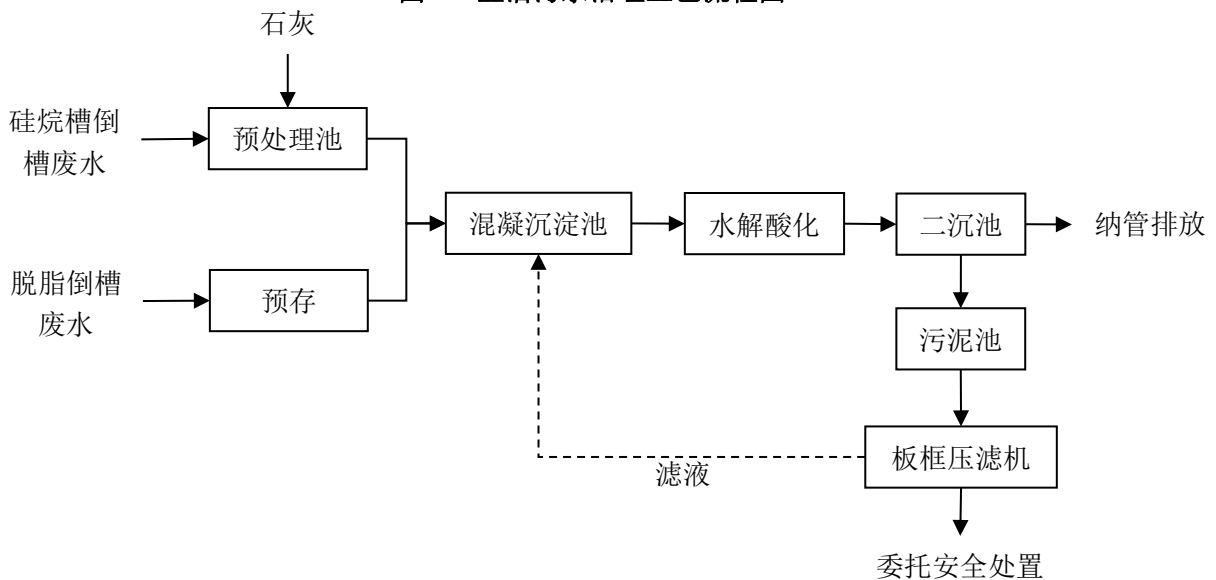 石灰
硅烷槽倒
槽废水
预处理池
混凝沉淀池
水解酸化
二沉池
纳管排放
脱脂倒槽
废水
预存
污泥池
板框压滤机
滤液
委托安全处置